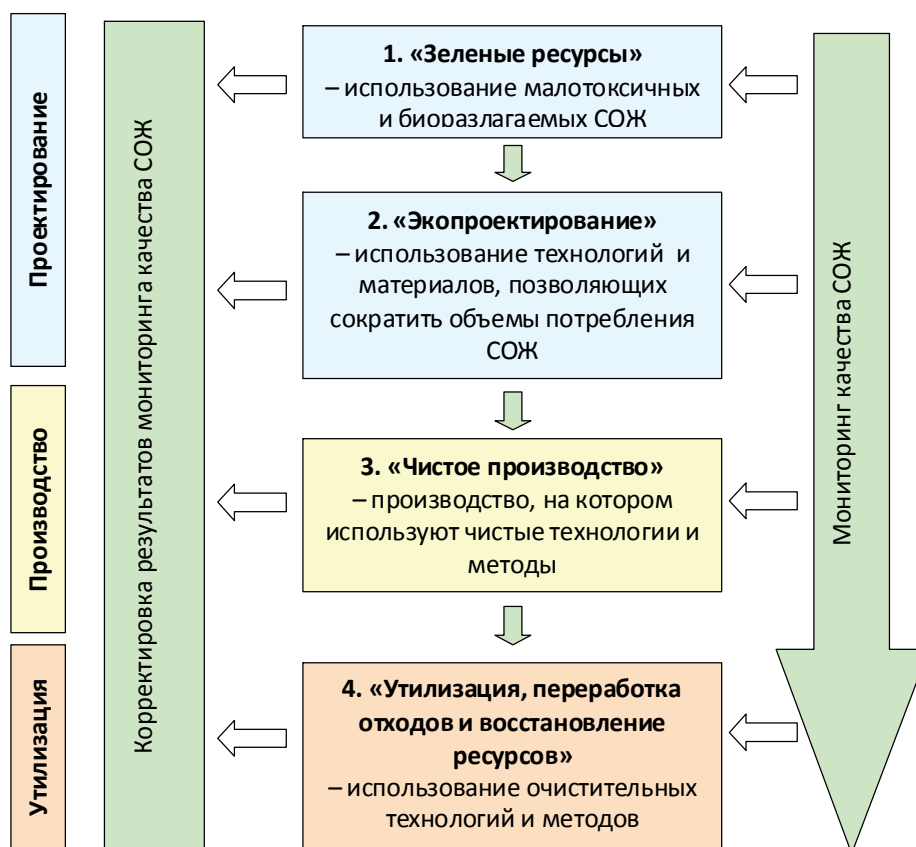 Проектирование
Производство
Утилизация
Корректировка результатов мониторинга качества СОЖ
1. «Зеленые ресурсы»
– использование малотоксичных
и биоразлагаемых СОЖ
2. «Экопроектирование»
– использование технологий и
материалов, позволяющих
сократить объемы потребления
СОЖ
3. «Чистое производство»
– производство, на котором
используют чистые технологии и
методы
4. «Утилизация, переработка
отходов и восстановление
ресурсов»
– использование очистительных
технологий и методов
Мониторинг качества СОЖ